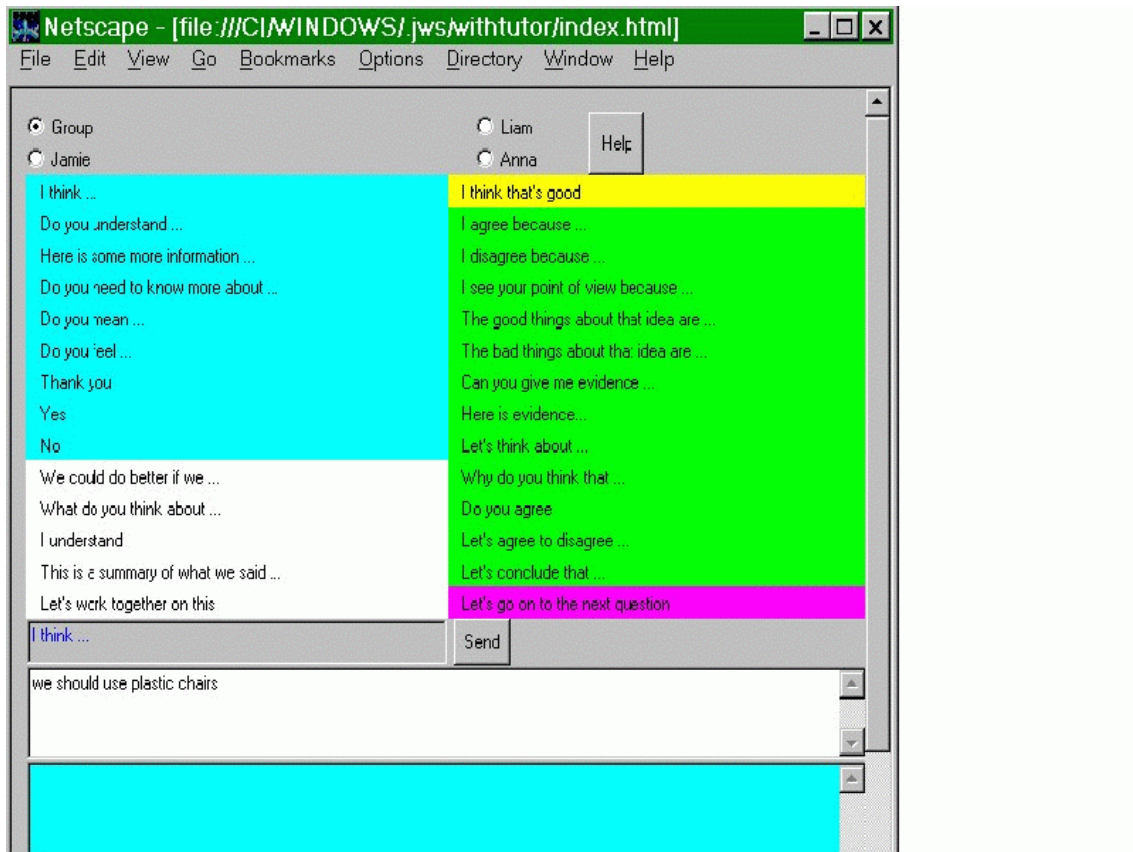 Netscape - [file:///C|/WINDOWS/.jws/withtutor/index.html]
File Edit View Go Bookmarks Options Directory Window Help
Group
Liam
Help
Jamie
Anna
I think ...
Do you understand ...
Here is some more information ...
Do you need to know more about ...
Do you mean ...
Do you feel ...
Thank you
Yes
No
We could do better if we ...
What do you think about ...
I understand
This is a summary of what we said ...
Let's work together on this
I think that's good
I agree because ...
I disagree because ...
I see your point of view because ...
The good things about that idea are ...
The bad things about that idea are ...
Can you give me evidence ...
Here is evidence...
Let's think about ...
Why do you think that ...
Do you agree
Let's agree to disagree ...
Let's conclude that ...
Let's go on to the next question
I think ...
Send
we should use plastic chairs